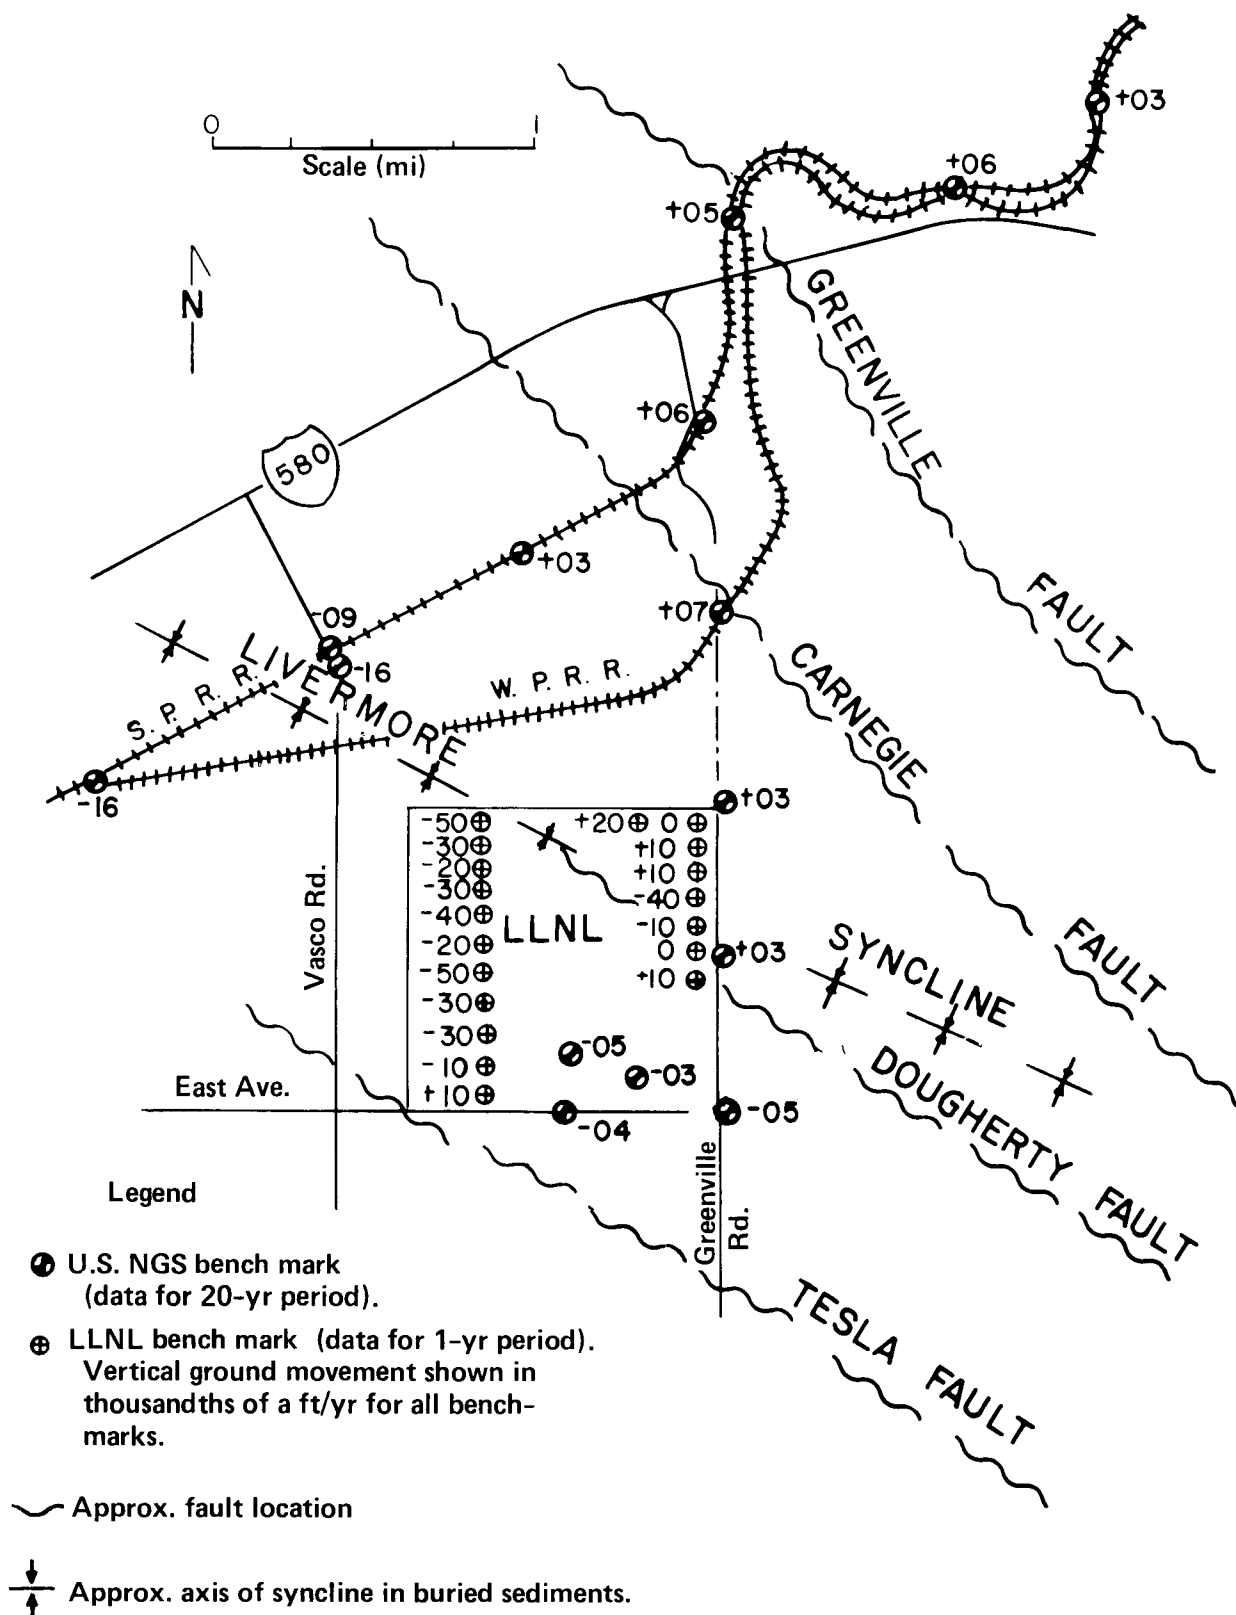 +03
0 1
Scale (mi)
+06
+05
N
GREENVILLE FAULT
+06
580
+03
-09
+07
-16
LIVERMORE
S. P. R. R.
W. P. R. R.
CARNEGIE FAULT
-16
+03
-50 +20 0
-30 +10
-20 +10
-30 -40
-40 -10
LLNL
-20 0
+03
-50 +10
-30
-30
-10
+10
Vasco Rd.
SYNCLINE
-05
-03
DOUGHERTY FAULT
East Ave.
-04
-05
Greenville Rd.
TESLA FAULT
Legend
U.S. NGS bench mark
(data for 20-yr period).
LLNL bench mark (data for 1-yr period).
Vertical ground movement shown in
thousandths of a ft/yr for all bench-
marks.
Approx. fault location
Approx. axis of syncline in buried sediments.